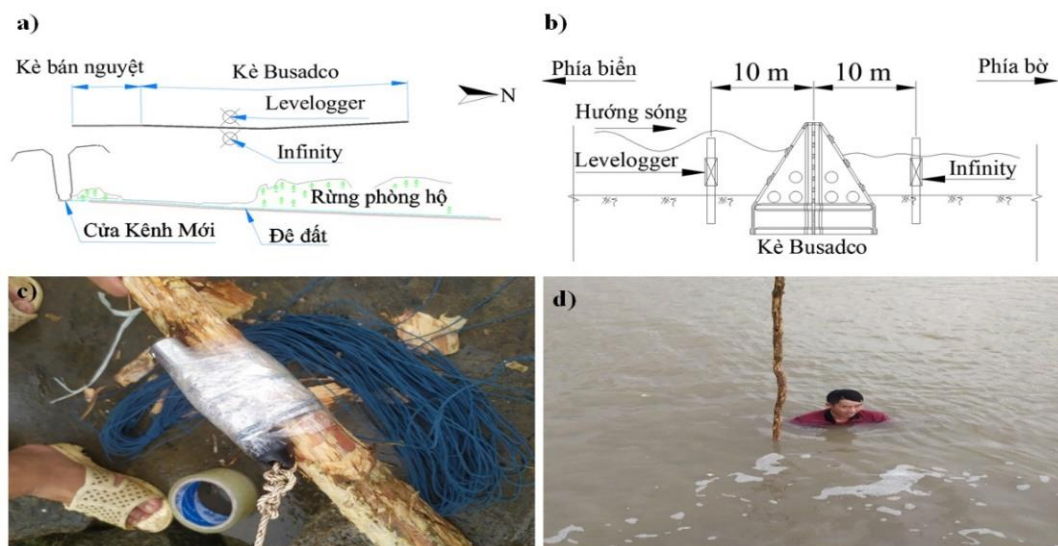 a)
Kè bán nguyệt
Kè Busadco
Levelogger
N
Infinity
Rừng phòng hộ
Cửa Kênh Mới
Đê đất
b)
Phía biển
10 m
10 m
Phía bờ
Hướng sóng
Levelogger
Infinity
Kè Busadco
c)
d)